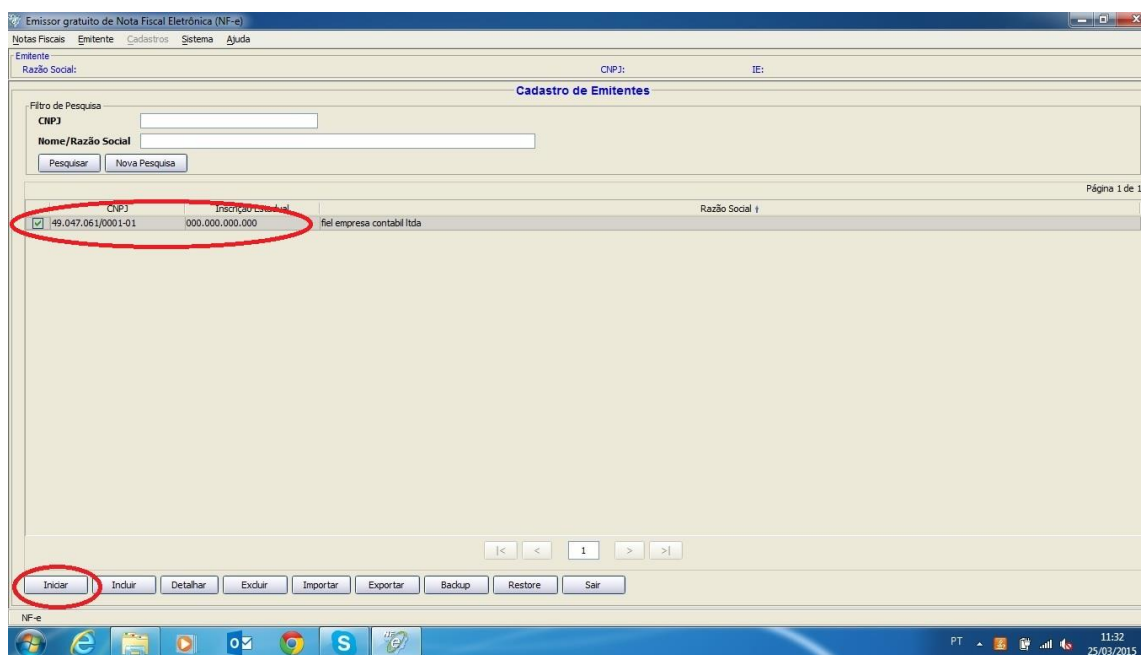 Emissor gratuito de Nota Fiscal Eletrônica (NF-e)
Notas Fiscais Emitente Cadastros Sistema Ajuda
Emitente
Razão Social: CNPJ: IE:
Cadastro de Emitentes
Filtro de Pesquisa
CNPJ
Nome/Razão Social
Pesquisar Nova Pesquisa
Página 1 de 1
CNPJ Inscrição Estadual Razão Social
49.047.061/0001-01 000.000.000.000 fiel empresa contabil ltda
|< < 1 > >|
Iniciar Incluir Detalhar Excluir Importar Exportar Backup Restore Sair
NF-e
PT 11:32
25/03/2015